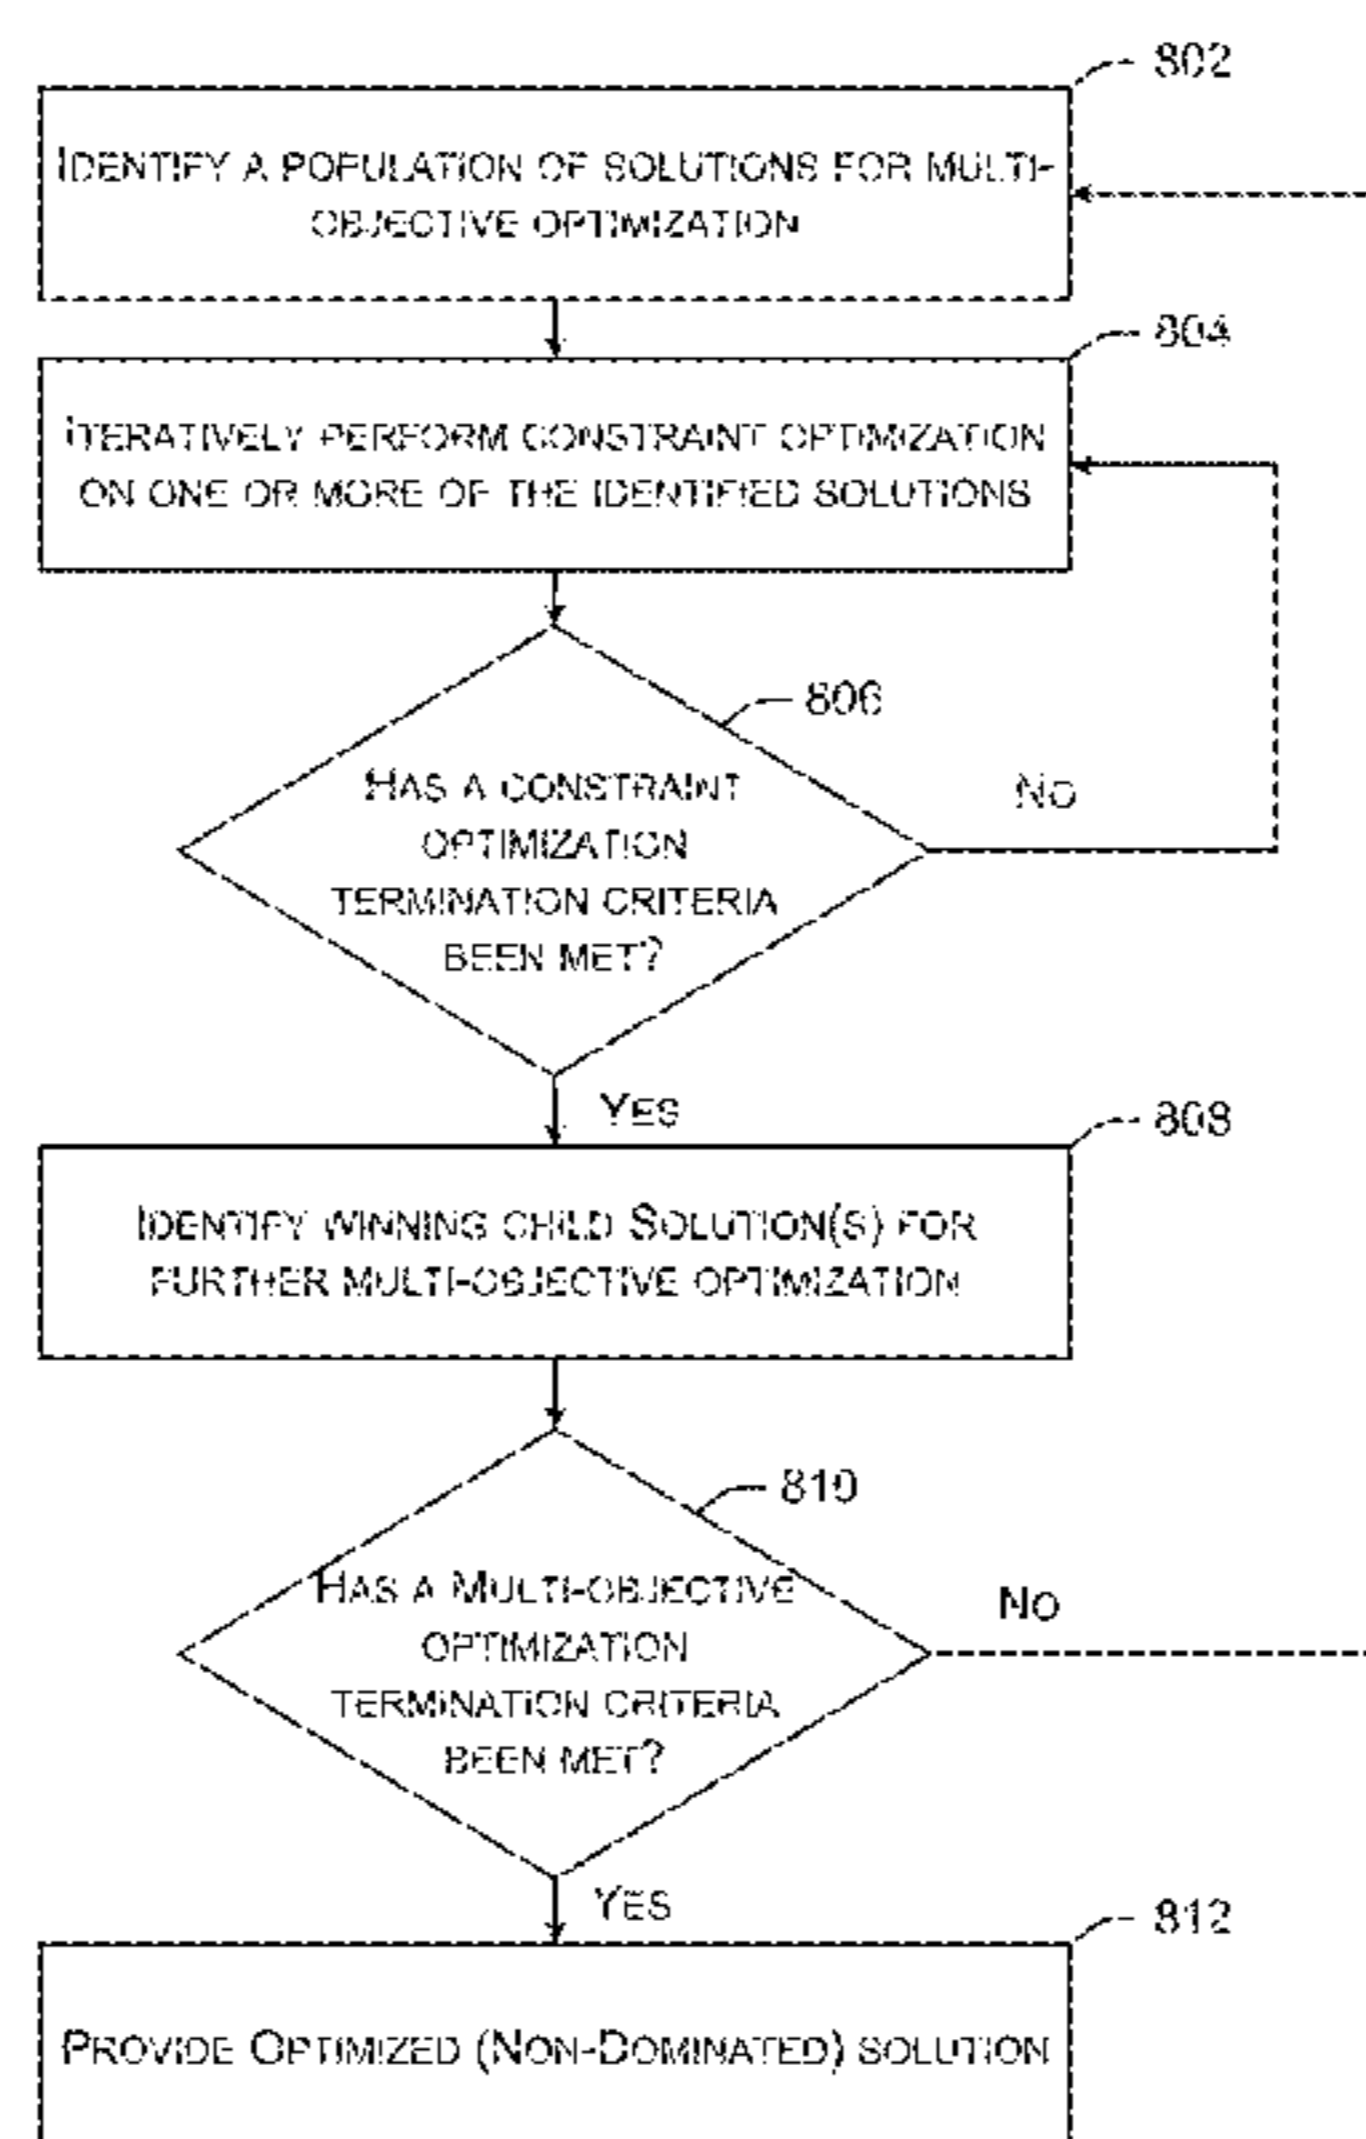 802
IDENTIFY A POPULATION OF SOLUTIONS FOR MULTI-
OBJECTIVE OPTIMIZATION
804
ITERATIVELY PERFORM CONSTRAINT OPTIMIZATION
ON ONE OR MORE OF THE IDENTIFIED SOLUTIONS
806
HAS A CONSTRAINT
OPTIMIZATION
TERMINATION CRITERIA
BEEN MET?
NO
YES
808
IDENTIFY WINNING CHILD SOLUTION(S) FOR
FURTHER MULTI-OBJECTIVE OPTIMIZATION
810
HAS A MULTI-OBJECTIVE
OPTIMIZATION
TERMINATION CRITERIA
BEEN MET?
NO
YES
812
PROVIDE OPTIMIZED (NON-DOMINATED) SOLUTION